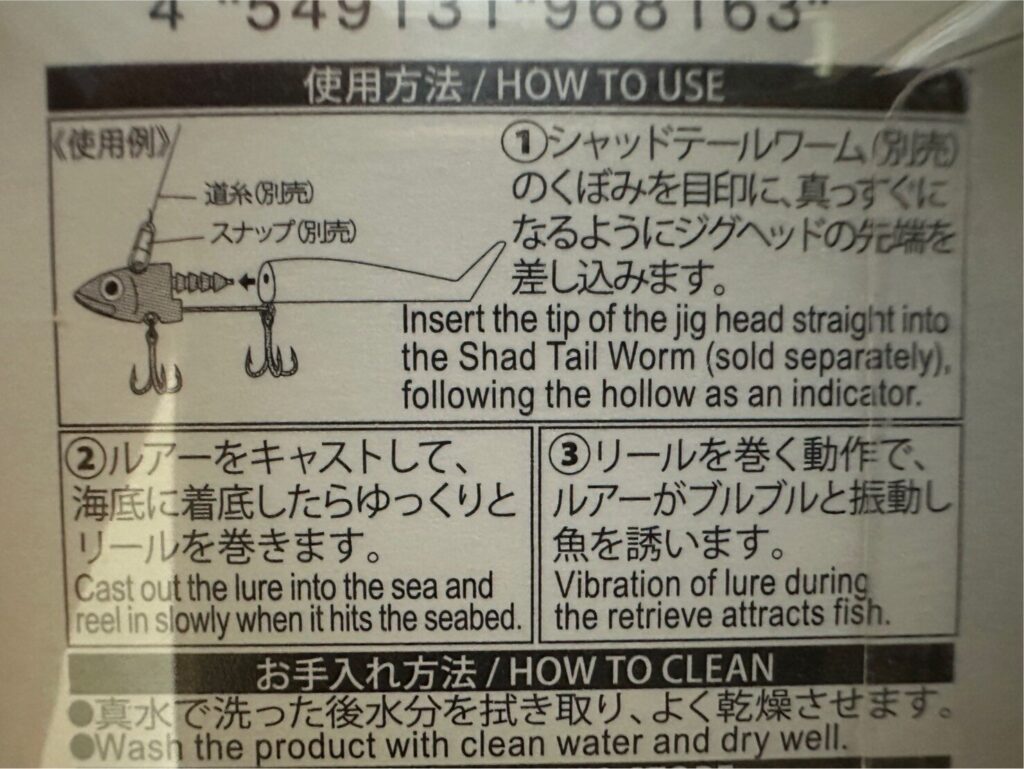 4 "549131"968163"
使用方法 / HOW TO USE
《使用例》
道糸(別売)
スナップ(別売)
①シャッドテールワーム(別売)
のくぼみを目印に、真っすぐに
なるようにジグヘッドの先端を
差し込みます。
Insert the tip of the jig head straight into
the Shad Tail Worm (sold separately),
following the hollow as an indicator.
②ルアーをキャストして、
海底に着底したらゆっくりと
リールを巻きます。
Cast out the lure into the sea and
reel in slowly when it hits the seabed.
③リールを巻く動作で、
ルアーがブルブルと振動し
魚を誘います。
Vibration of lure during
the retrieve attracts fish.
お手入れ方法 / HOW TO CLEAN
●真水で洗った後水分を拭き取り、よく乾燥させます。
●Wash the product with clean water and dry well.